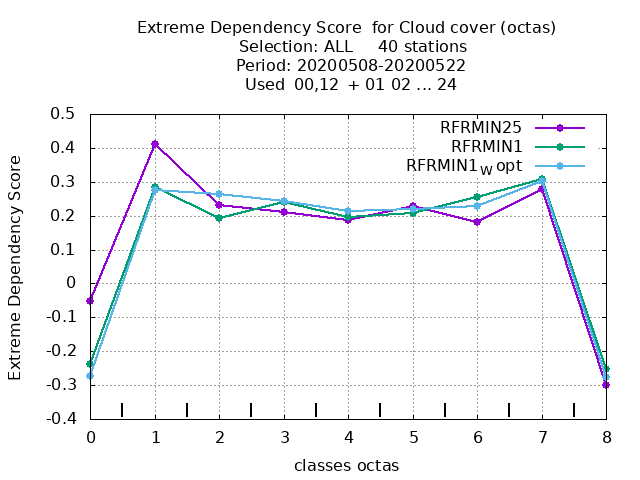 Extreme Dependency Score  for Cloud cover (octas)
Selection: ALL     40 stations
Period: 20200508-20200522
Used  00,12  + 01 02 ... 24
RFRMIN25
RFRMIN1
RFRMIN1W opt
Extreme Dependency Score
0.5
0.4
0.3
0.2
0.1
0
-0.1
-0.2
-0.3
-0.4
0 1 2 3 4 5 6 7 8
classes octas